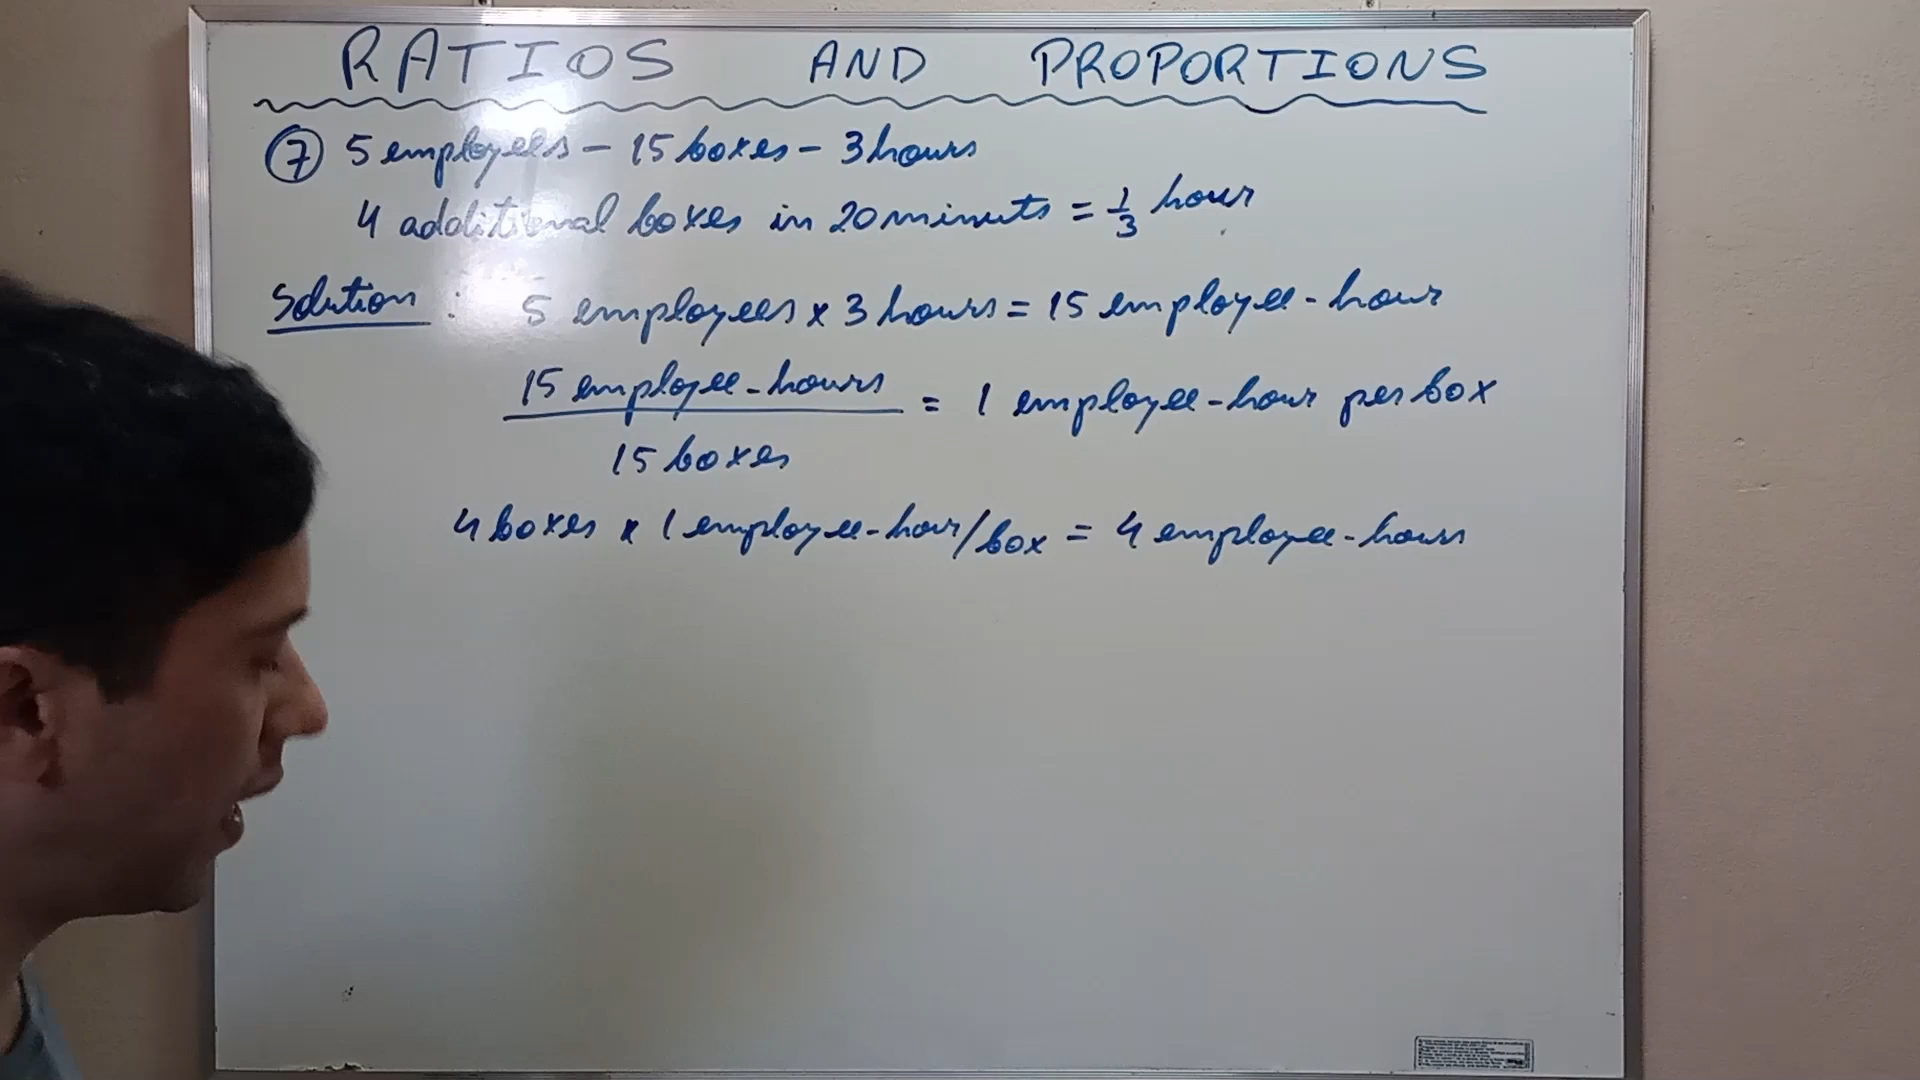 RATIOS AND PROPORTIONS
7 5 employees - 15 boxes - 3 hours
4 additional boxes in 20 minuts = 1/3 hour
Solution : 5 employees x 3 hours = 15 employee-hour
15 employee-hours / 15 boxes = 1 employee-hour per box
4 boxes x 1 employee-hour/box = 4 employee-hours